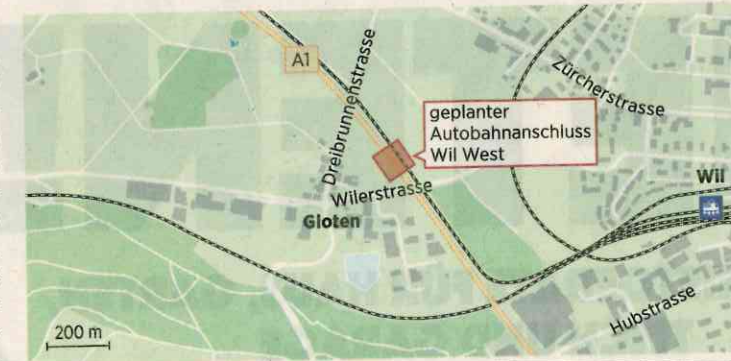 A1
Dreibrunnenstrasse
Zürcherstrasse
geplanter
Autobahnanschluss
Wil West
Wilerstrasse
Wil
Gloten
Hubstrasse
200 m